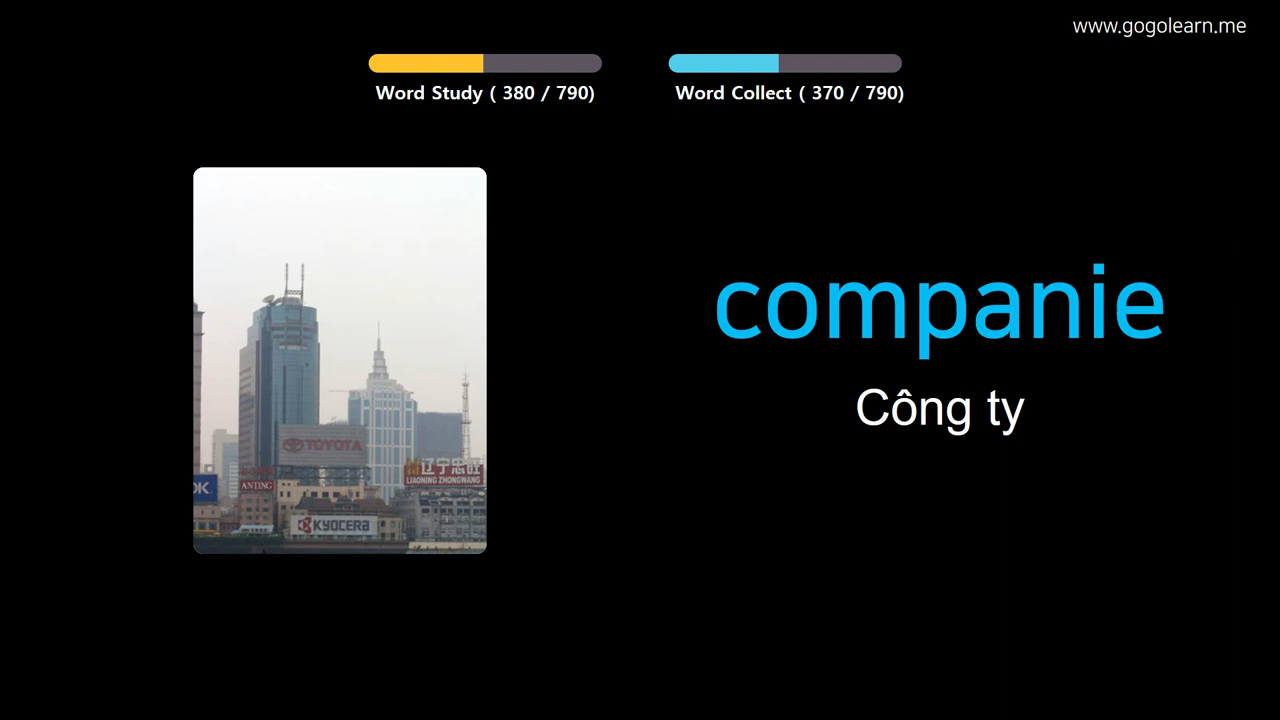 www.gogolearn.me
Word Study ( 380 / 790)
Word Collect ( 370 / 790)
companie
Công ty
TOYOTA
辽宁忠旺
LIAONING ZHONGWANG
OK.
ANTING
KYOCERA